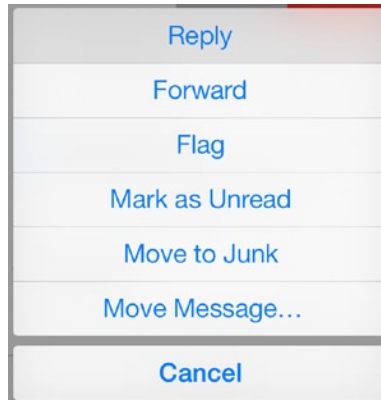 Reply
Forward
Flag
Mark as Unread
Move to Junk
Move Message...
Cancel